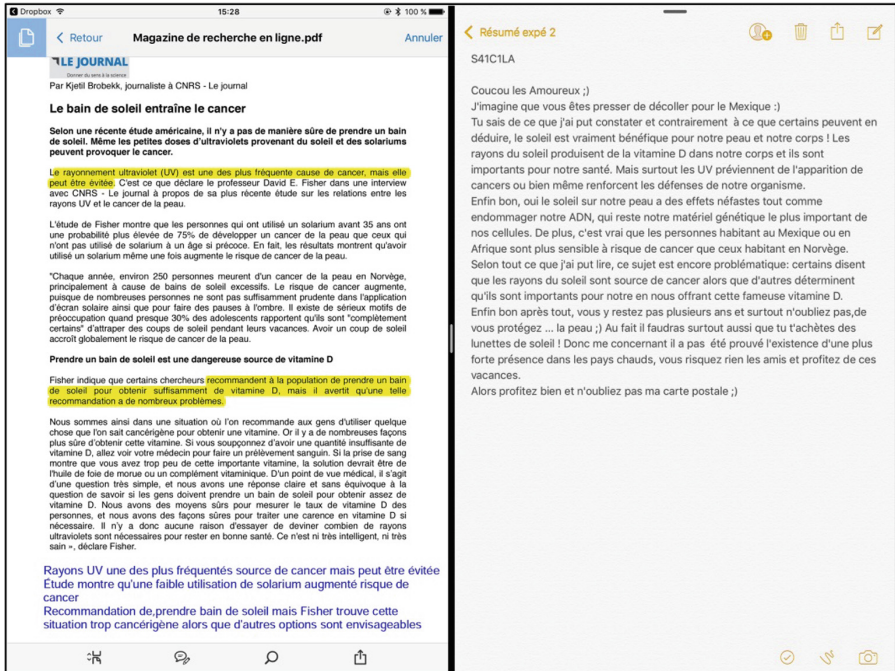 Dropbox
15:28
100 %
Retour
Magazine de recherche en ligne.pdf
Annuler
LE JOURNAL
Donner du sens à la science
Par Kjetil Brobekk, journaliste à CNRS - Le journal
Le bain de soleil entraîne le cancer
Selon une récente étude américaine, il n'y a pas de manière sûre de prendre un bain
de soleil. Même les petites doses d'ultraviolets provenant du soleil et des solariums
peuvent provoquer le cancer.
Le rayonnement ultraviolet (UV) est une des plus fréquente cause de cancer, mais elle
peut être évitée. C'est ce que déclare le professeur David E. Fisher dans une interview
avec CNRS - Le journal à propos de sa plus récente étude sur les relations entre les
rayons UV et le cancer de la peau.
L'étude de Fisher montre que les personnes qui ont utilisé un solarium avant 35 ans ont
une probabilité plus élevée de 75% de développer un cancer de la peau que ceux qui
n'ont pas utilisé de solarium à un âge si précoce. En fait, les résultats montrent qu'avoir
utilisé un solarium même une fois augmente le risque de cancer de la peau.
"Chaque année, environ 250 personnes meurent d'un cancer de la peau en Norvège,
principalement à cause de bains de soleil excessifs. Le risque de cancer augmente,
puisque de nombreuses personnes ne sont pas suffisamment prudente dans l'application
d'écran solaire ainsi que pour faire des pauses à l'ombre. Il existe de sérieux motifs de
préoccupation quand presque 30% des adolescents rapportent qu'ils sont "complètement
certains" d'attraper des coups de soleil pendant leurs vacances. Avoir un coup de soleil
accroît globalement le risque de cancer de la peau.
Prendre un bain de soleil est une dangereuse source de vitamine D
Fisher indique que certains chercheurs recommandent à la population de prendre un bain
de soleil pour obtenir suffisamment de vitamine D, mais il avertit qu'une telle
recommandation a de nombreux problèmes.
Nous sommes ainsi dans une situation où l'on recommande aux gens d'utiliser quelque
chose que l'on sait cancérigène pour obtenir une vitamine. Or il y a de nombreuses façons
plus sûre d'obtenir cette vitamine. Si vous soupçonnez d'avoir une quantité insuffisante de
vitamine D, allez voir votre médecin pour faire un prélèvement sanguin. Si la prise de sang
montre que vous avez trop peu de cette importante vitamine, la solution devrait être de
l'huile de foie de morue ou un complément vitaminique. D'un point de vue médical, il s'agit
d'une question très simple, et nous avons une réponse claire et sans équivoque à la
question de savoir si les gens doivent prendre un bain de soleil pour obtenir assez de
vitamine D. Nous avons des moyens sûrs pour mesurer le taux de vitamine D des
personnes, et nous avons des façons sûres pour traiter une carence en vitamine D si
nécessaire. Il n'y a donc aucune raison d'essayer de deviner combien de rayons
ultraviolets sont nécessaires pour rester en bonne santé. Ce n'est ni très intelligent, ni très
sain », déclare Fisher.
Rayons UV une des plus fréquentés source de cancer mais peut être évitée
Étude montre qu'une faible utilisation de solarium augmenté risque de
cancer
Recommandation de,prendre bain de soleil mais Fisher trouve cette
situation trop cancérigène alors que d'autres options sont envisageables
Résumé expé 2
S41C1LA
Coucou les Amoureux ;)
J'imagine que vous êtes presser de décoller pour le Mexique :)
Tu sais de ce que j'ai put constater et contrairement à ce que certains peuvent en
déduire, le soleil est vraiment bénéfique pour notre peau et notre corps ! Les
rayons du soleil produisent de la vitamine D dans notre corps et ils sont
importants pour notre santé. Mais surtout les UV préviennent de l'apparition de
cancers ou bien même renforcent les défenses de notre organisme.
Enfin bon, oui le soleil sur notre peau a des effets néfastes tout comme
endommager notre ADN, qui reste notre matériel génétique le plus important de
nos cellules. De plus, c'est vrai que les personnes habitant au Mexique ou en
Afrique sont plus sensible à risque de cancer que ceux habitant en Norvège.
Selon tout ce que j'ai put lire, ce sujet est encore problématique: certains disent
que les rayons du soleil sont source de cancer alors que d'autres déterminent
qu'ils sont importants pour notre en nous offrant cette fameuse vitamine D.
Enfin bon après tout, vous y restez pas plusieurs ans et surtout n'oubliez pas,de
vous protégez ... la peau ;) Au fait il faudras surtout aussi que tu t'achètes des
lunettes de soleil ! Donc me concernant il a pas été prouvé l'existence d'une plus
forte présence dans les pays chauds, vous risquez rien les amis et profitez de ces
vacances.
Alors profitez bien et n'oubliez pas ma carte postale ;)